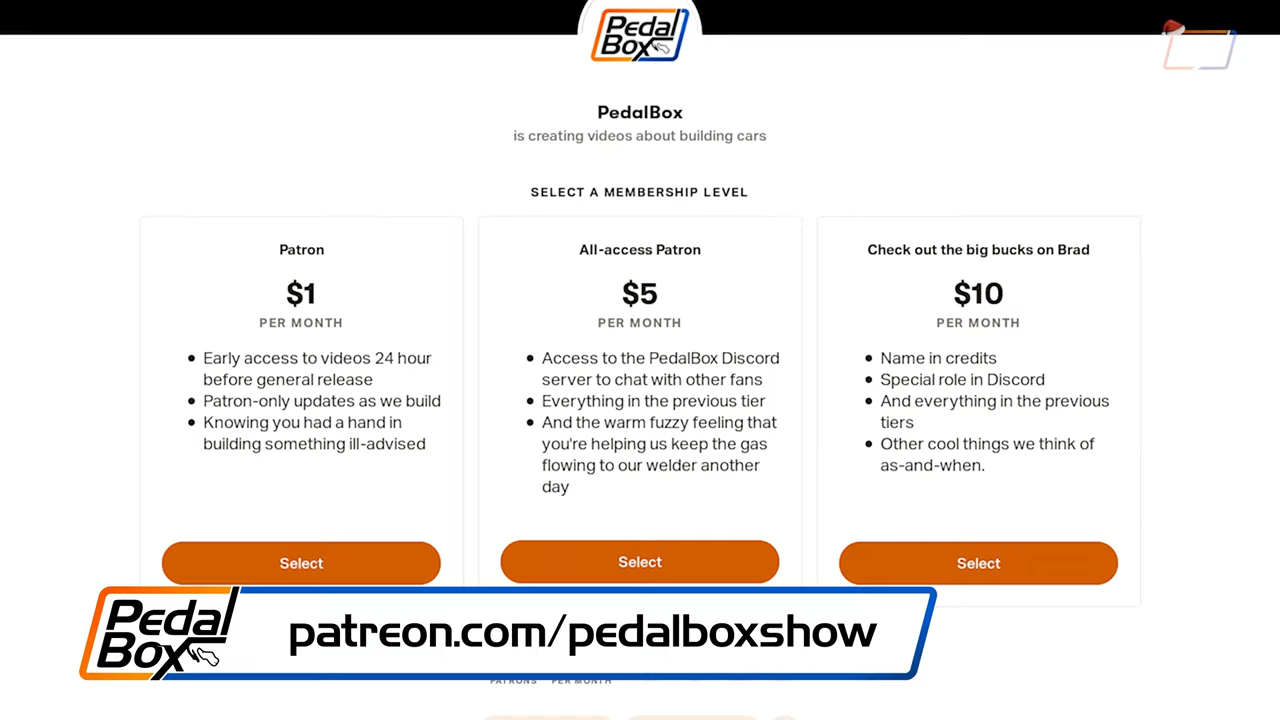 Pedal
Box
PedalBox
is creating videos about building cars
SELECT A MEMBERSHIP LEVEL
Patron
$1
PER MONTH
Early access to videos 24 hour
before general release
Patron-only updates as we build
Knowing you had a hand in
building something ill-advised
Select
All-access Patron
$5
PER MONTH
Access to the PedalBox Discord
server to chat with other fans
Everything in the previous tier
And the warm fuzzy feeling that
you're helping us keep the gas
flowing to our welder another
day
Select
Check out the big bucks on Brad
$10
PER MONTH
Name in credits
Special role in Discord
And everything in the previous
tiers
Other cool things we think of
as-and-when.
Select
Pedal
Box
patreon.com/pedalboxshow
PATRONS PER MONTH